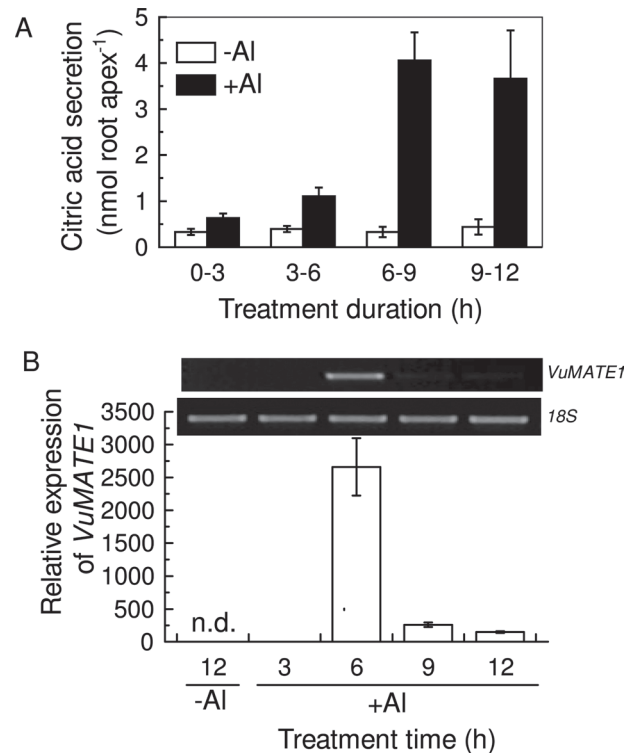 A
Citric acid secretion
(nmol root apex⁻¹)
5
4
3
2
1
0
-Al
+Al
0-3 3-6 6-9 9-12
Treatment duration (h)
B
VuMATE1
18S
Relative expression
of VuMATE1
3500
3000
2500
2000
1500
1000
500
0
n.d.
12 3 6 9 12
-Al +Al
Treatment time (h)